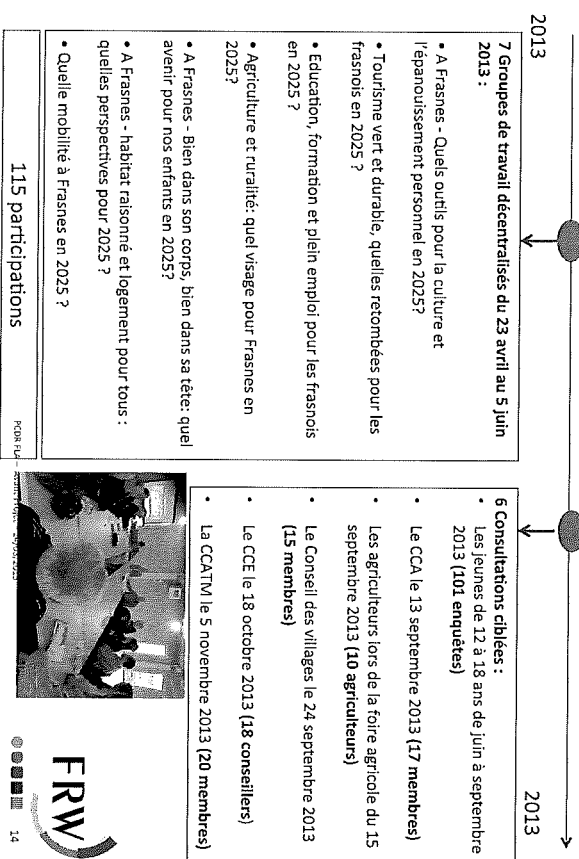 2013
2013
7 Groupes de travail décentralisés du 23 avril au 5 juin
2013 :
• A Frasnes - Quels outils pour la culture et
l'épanouissement personnel en 2025?
• Tourisme vert et durable, quelles retombées pour les
frasnois en 2025 ?
• Education, formation et plein emploi pour les frasnois
en 2025 ?
• Agriculture et ruralité: quel visage pour Frasnes en
2025?
• A Frasnes - Bien dans son corps, bien dans sa tête: quel
avenir pour nos enfants en 2025?
• A Frasnes - habitat raisonné et logement pour tous :
quelles perspectives pour 2025 ?
• Quelle mobilité à Frasnes en 2025 ?
115 participations
6 Consultations ciblées :
• Les jeunes de 12 à 18 ans de juin à septembre
2013 (101 enquêtes)
• Le CCA le 13 septembre 2013 (17 membres)
• Les agriculteurs lors de la foire agricole du 15
septembre 2013 (10 agriculteurs)
• Le Conseil des villages le 24 septembre 2013
(15 membres)
• Le CCE le 18 octobre 2013 (18 conseillers)
• La CCATM le 5 novembre 2013 (20 membres)
PCDR FLA –
FRW
14